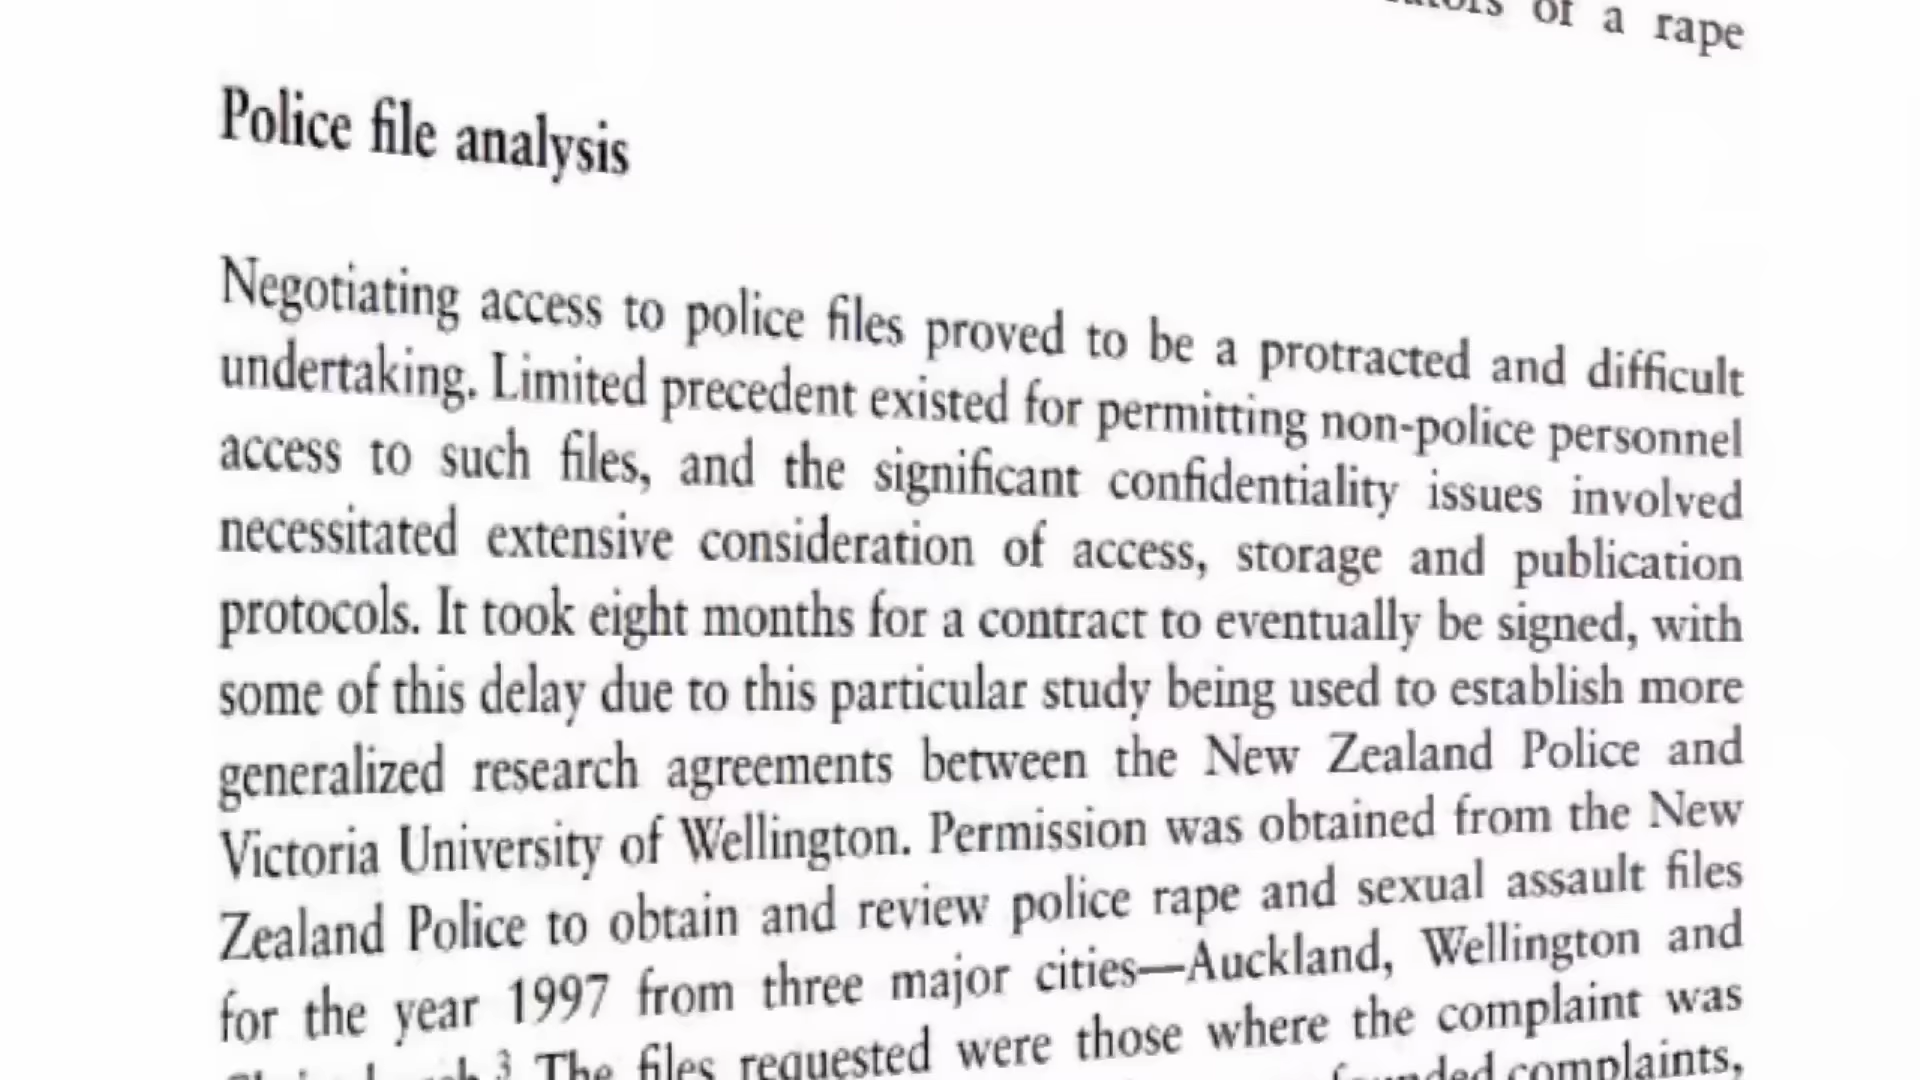 of a rape
Police file analysis
Negotiating access to police files proved to be a protracted and difficult
undertaking. Limited precedent existed for permitting non-police personnel
access to such files, and the significant confidentiality issues involved
necessitated extensive consideration of access, storage and publication
protocols. It took eight months for a contract to eventually be signed, with
some of this delay due to this particular study being used to establish more
generalized research agreements between the New Zealand Police and
Victoria University of Wellington. Permission was obtained from the New
Zealand Police to obtain and review police rape and sexual assault files
for the year 1997 from three major cities—Auckland, Wellington and
3 The files requested were those where the complaint was
complaints,